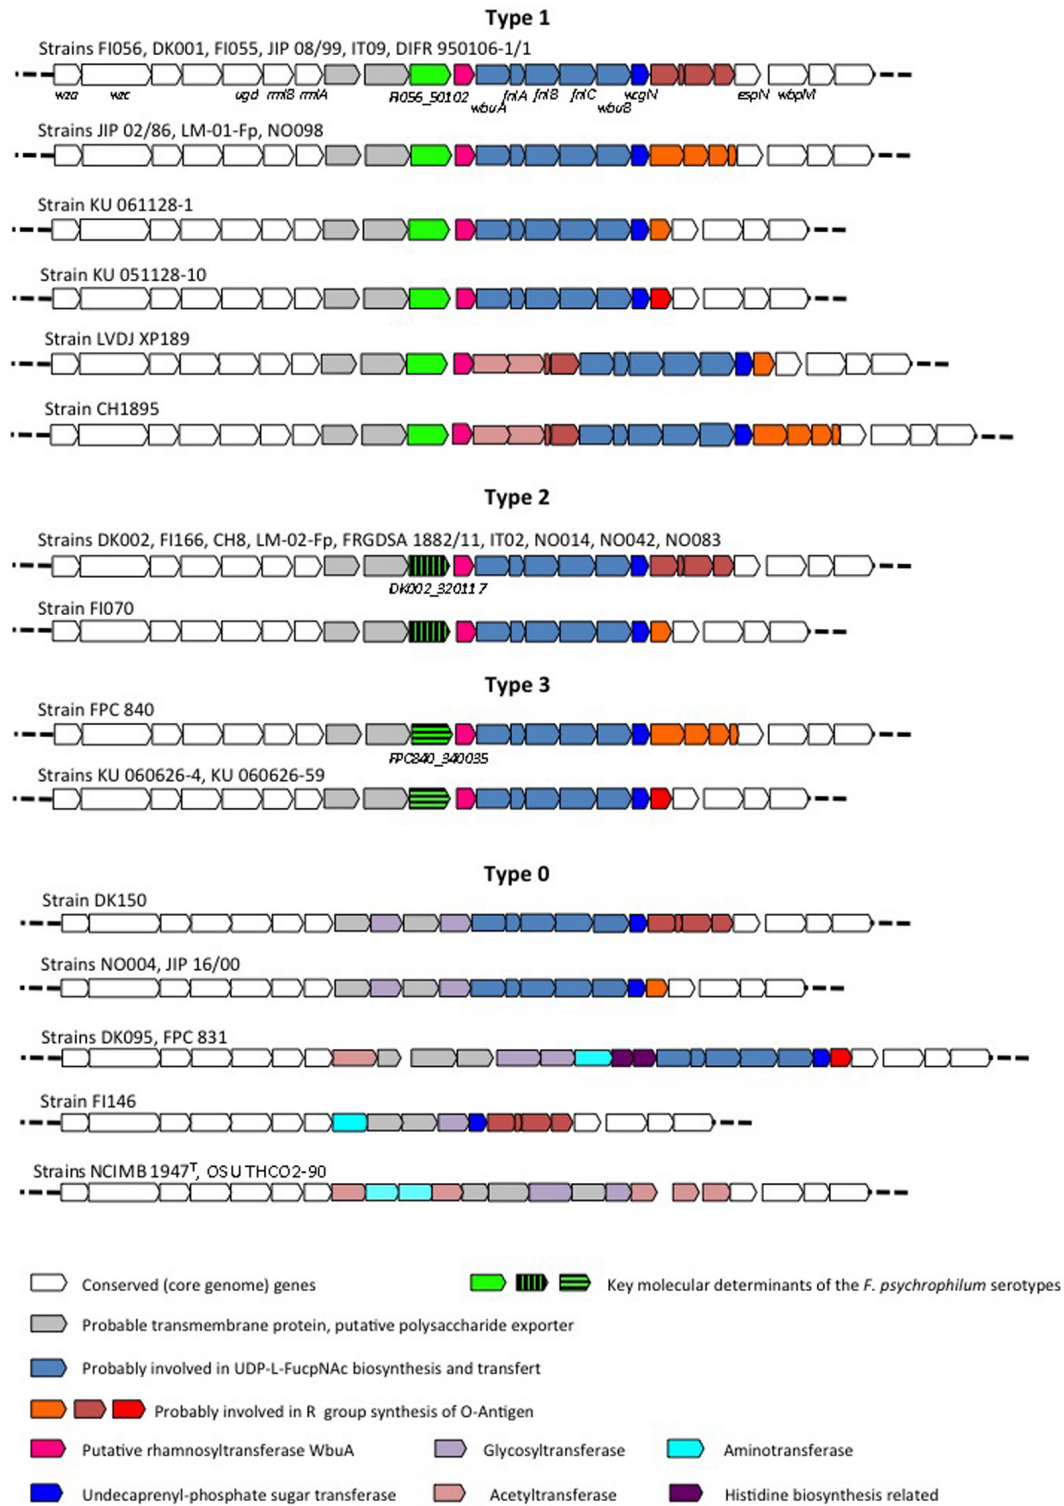 Type 1
Strains FI056, DK001, FI055, JIP 08/99, IT09, DIFR 950106-1/1
wza wzc ugd rmlB rmlA FI056_50102 wbuA fnlA fnlB fnlC wbuB wcgN espN wbpM
Strains JIP 02/86, LM-01-Fp, NO098
Strain KU 061128-1
Strain KU 051128-10
Strain LVDJ XP189
Strain CH1895
Type 2
Strains DK002, FI166, CH8, LM-02-Fp, FRGDSA 1882/11, IT02, NO014, NO042, NO083
DK002_320117
Strain FI070
Type 3
Strain FPC 840
FPC840_340035
Strains KU 060626-4, KU 060626-59
Type 0
Strain DK150
Strains NO004, JIP 16/00
Strains DK095, FPC 831
Strain FI146
Strains NCIMB 1947ᵀ, OSU THCO2-90
Conserved (core genome) genes
Key molecular determinants of the F. psychrophilum serotypes
Probable transmembrane protein, putative polysaccharide exporter
Probably involved in UDP-L-FucpNAc biosynthesis and transfert
Probably involved in R group synthesis of O-Antigen
Putative rhamnosyltransferase WbuA
Glycosyltransferase
Aminotransferase
Undecaprenyl-phosphate sugar transferase
Acetyltransferase
Histidine biosynthesis related